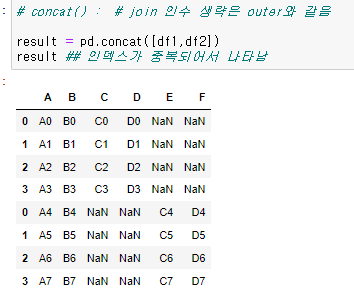 # concat() :  # join 인수 생략은 outer와 같음
result = pd.concat([df1,df2])
result ## 인덱스가 중복되어서 나타남
A B C D E F
0 A0 B0 C0 D0 NaN NaN
1 A1 B1 C1 D1 NaN NaN
2 A2 B2 C2 D2 NaN NaN
3 A3 B3 C3 D3 NaN NaN
0 A4 B4 NaN NaN C4 D4
1 A5 B5 NaN NaN C5 D5
2 A6 B6 NaN NaN C6 D6
3 A7 B7 NaN NaN C7 D7